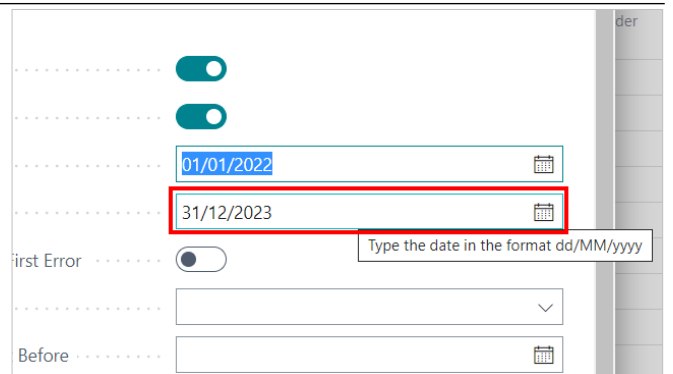 der
01/01/2022
31/12/2023
Type the date in the format dd/MM/yyyy
First Error
Before